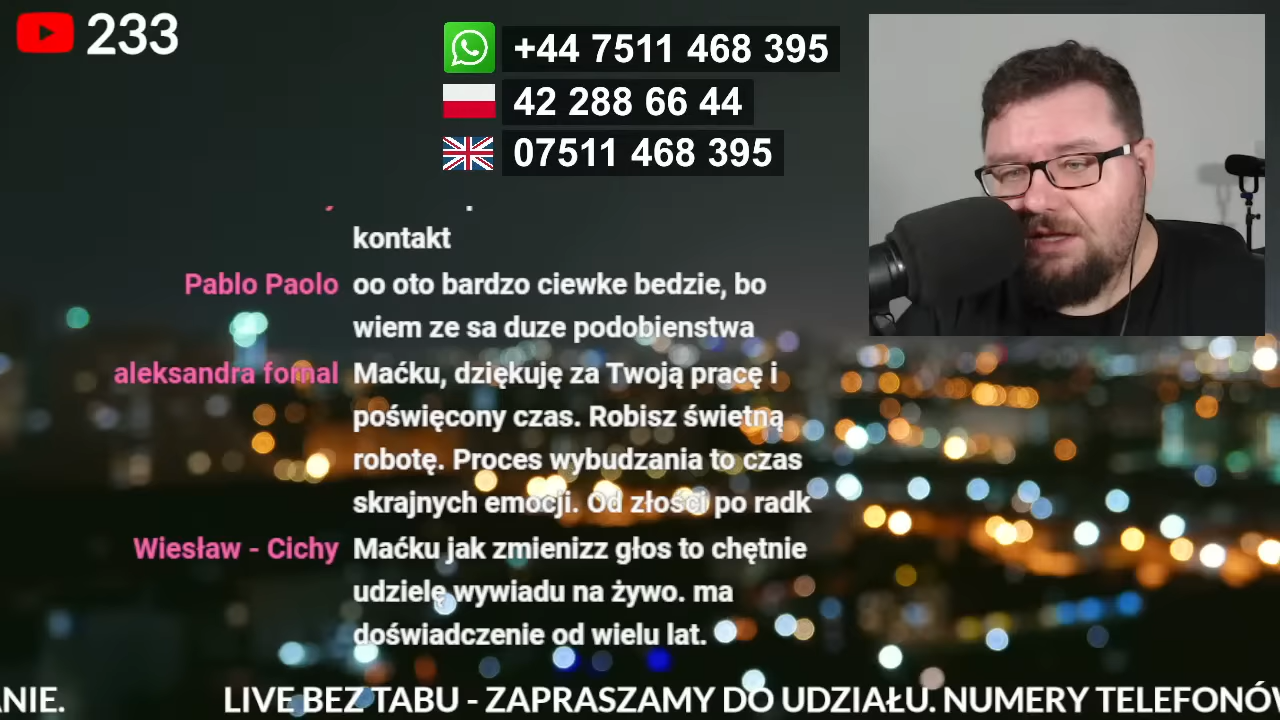 233
+44 7511 468 395
42 288 66 44
07511 468 395
kontakt
Pablo Paolo oo oto bardzo ciewke bedzie, bo
wiem ze sa duze podobienstwa
aleksandra fornal Maćku, dziękuję za Twoją pracę i
poświęcony czas. Robisz świetną
robotę. Proces wybudzania to czas
skrajnych emocji. Od złości po radk
Wiesław - Cichy Maćku jak zmienizz głos to chętnie
udzielę wywiadu na żywo. ma
doświadczenie od wielu lat.
ANIE. LIVE BEZ TABU - ZAPRASZAMY DO UDZIAŁU. NUMERY TELEFONÓW